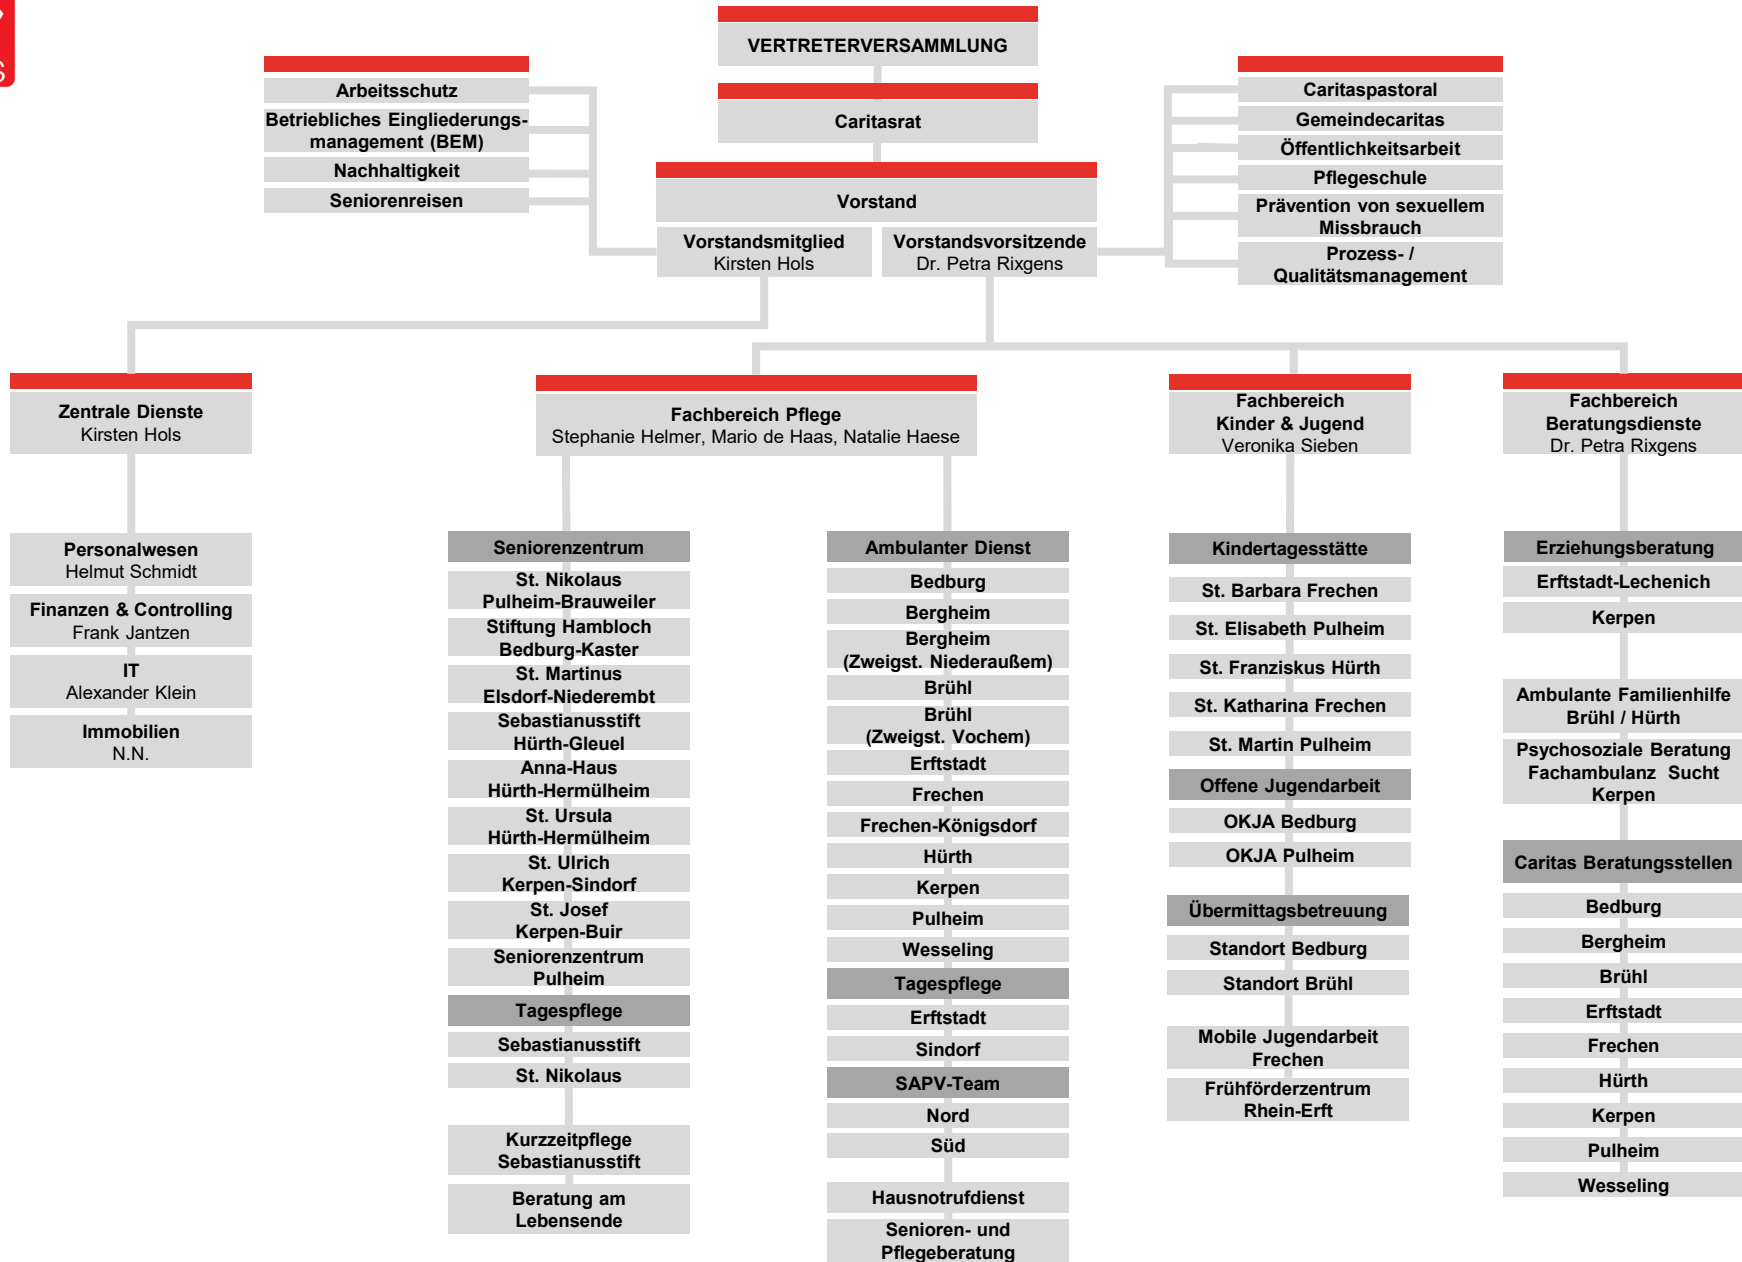 VERTRETERVERSAMMLUNG
Caritasrat
Vorstand
Vorstandsmitglied
Kirsten Hols
Vorstandsvorsitzende
Dr. Petra Rixgens
Arbeitsschutz
Betriebliches Eingliederungs-
management (BEM)
Nachhaltigkeit
Seniorenreisen
Caritaspastoral
Gemeindecaritas
Öffentlichkeitsarbeit
Pflegeschule
Prävention von sexuellem
Missbrauch
Prozess- /
Qualitätsmanagement
Zentrale Dienste
Kirsten Hols
Personalwesen
Helmut Schmidt
Finanzen & Controlling
Frank Jantzen
IT
Alexander Klein
Immobilien
N.N.
Fachbereich Pflege
Stephanie Helmer, Mario de Haas, Natalie Haese
Seniorenzentrum
St. Nikolaus
Pulheim-Brauweiler
Stiftung Hambloch
Bedburg-Kaster
St. Martinus
Elsdorf-Niederembt
Sebastianusstift
Hürth-Gleuel
Anna-Haus
Hürth-Hermülheim
St. Ursula
Hürth-Hermülheim
St. Ulrich
Kerpen-Sindorf
St. Josef
Kerpen-Buir
Seniorenzentrum
Pulheim
Tagespflege
Sebastianusstift
St. Nikolaus
Kurzzeitpflege
Sebastianusstift
Beratung am
Lebensende
Ambulanter Dienst
Bedburg
Bergheim
Bergheim
(Zweigst. Niederaußem)
Brühl
Brühl
(Zweigst. Vochem)
Erftstadt
Frechen
Frechen-Königsdorf
Hürth
Kerpen
Pulheim
Wesseling
Tagespflege
Erftstadt
Sindorf
SAPV-Team
Nord
Süd
Hausnotrufdienst
Senioren- und
Pflegeberatung
Fachbereich
Kinder & Jugend
Veronika Sieben
Kindertagesstätte
St. Barbara Frechen
St. Elisabeth Pulheim
St. Franziskus Hürth
St. Katharina Frechen
St. Martin Pulheim
Offene Jugendarbeit
OKJA Bedburg
OKJA Pulheim
Übermittagsbetreuung
Standort Bedburg
Standort Brühl
Mobile Jugendarbeit
Frechen
Frühförderzentrum
Rhein-Erft
Fachbereich
Beratungsdienste
Dr. Petra Rixgens
Erziehungsberatung
Erftstadt-Lechenich
Kerpen
Ambulante Familienhilfe
Brühl / Hürth
Psychosoziale Beratung
Fachambulanz Sucht
Kerpen
Caritas Beratungsstellen
Bedburg
Bergheim
Brühl
Erftstadt
Frechen
Hürth
Kerpen
Pulheim
Wesseling